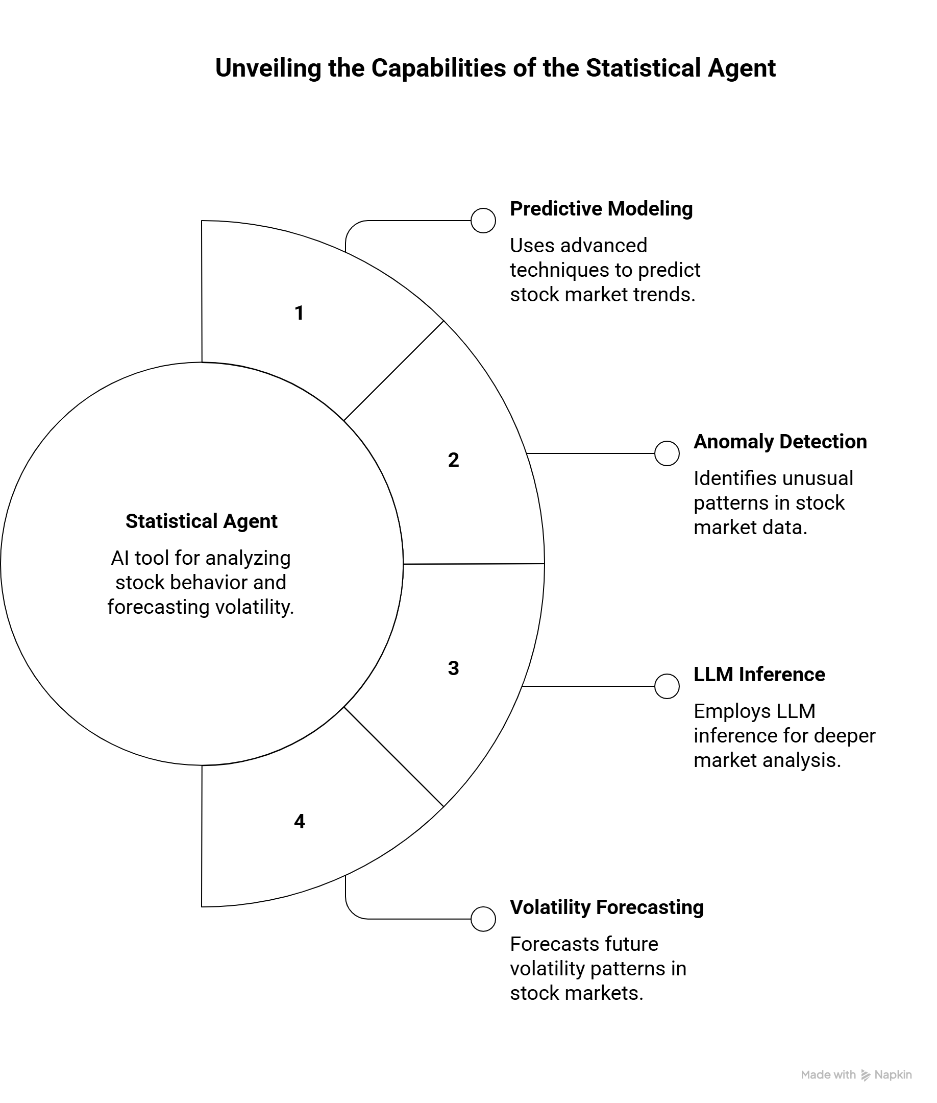 Unveiling the Capabilities of the Statistical Agent
Predictive Modeling
Uses advanced
techniques to predict
stock market trends.
1
2
Anomaly Detection
Identifies unusual
patterns in stock
market data.
Statistical Agent
AI tool for analyzing
stock behavior and
forecasting volatility.
3
LLM Inference
Employs LLM
inference for deeper
market analysis.
4
Volatility Forecasting
Forecasts future
volatility patterns in
stock markets.
Made with Napkin